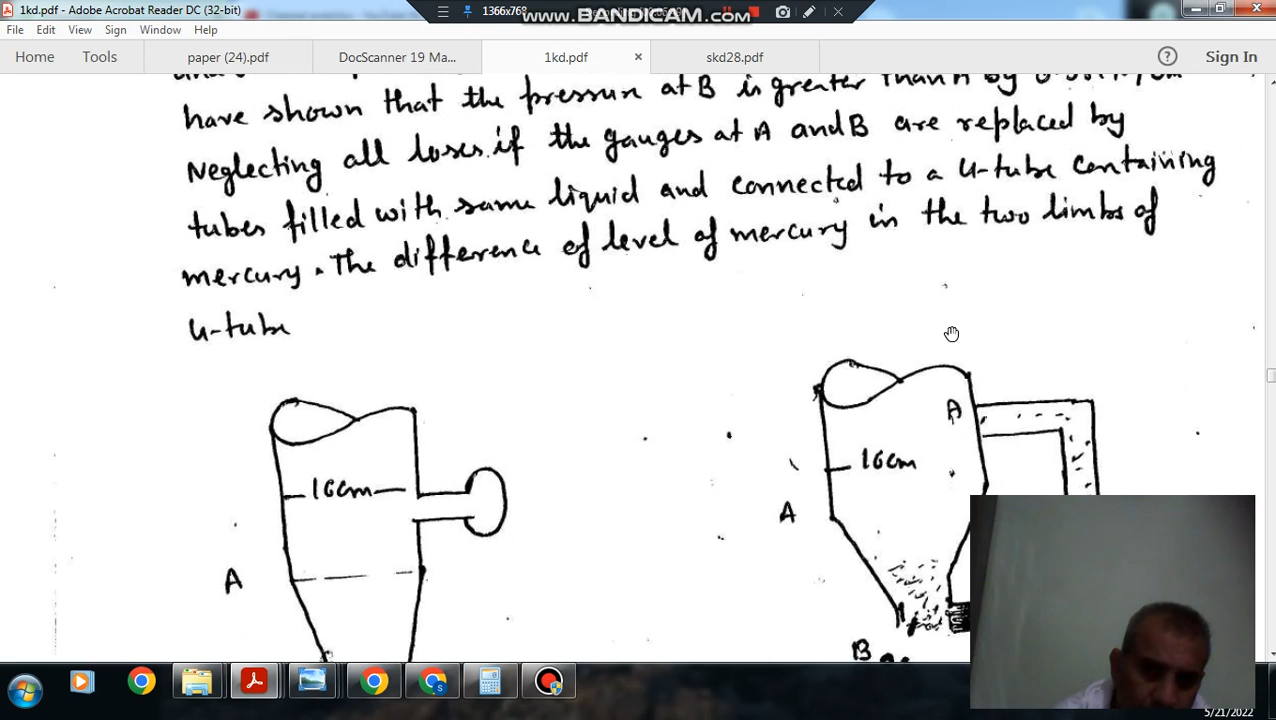 1kd.pdf - Adobe Acrobat Reader DC (32-bit)
1366x768
www.BANDICAM.com
File Edit View Sign Window Help
Home Tools paper (24).pdf DocScanner 19 Ma... 1kd.pdf × skd28.pdf Sign In
have shown that the pressure at B is greater than A by
Neglecting all loses. if the gauges at A and B are replaced by
tubes filled with same liquid and connected to a U-tube containing
mercury. The difference of level of mercury in the two limbs of
U-tube
16cm
A
A
16cm
A
B
5/21/2022